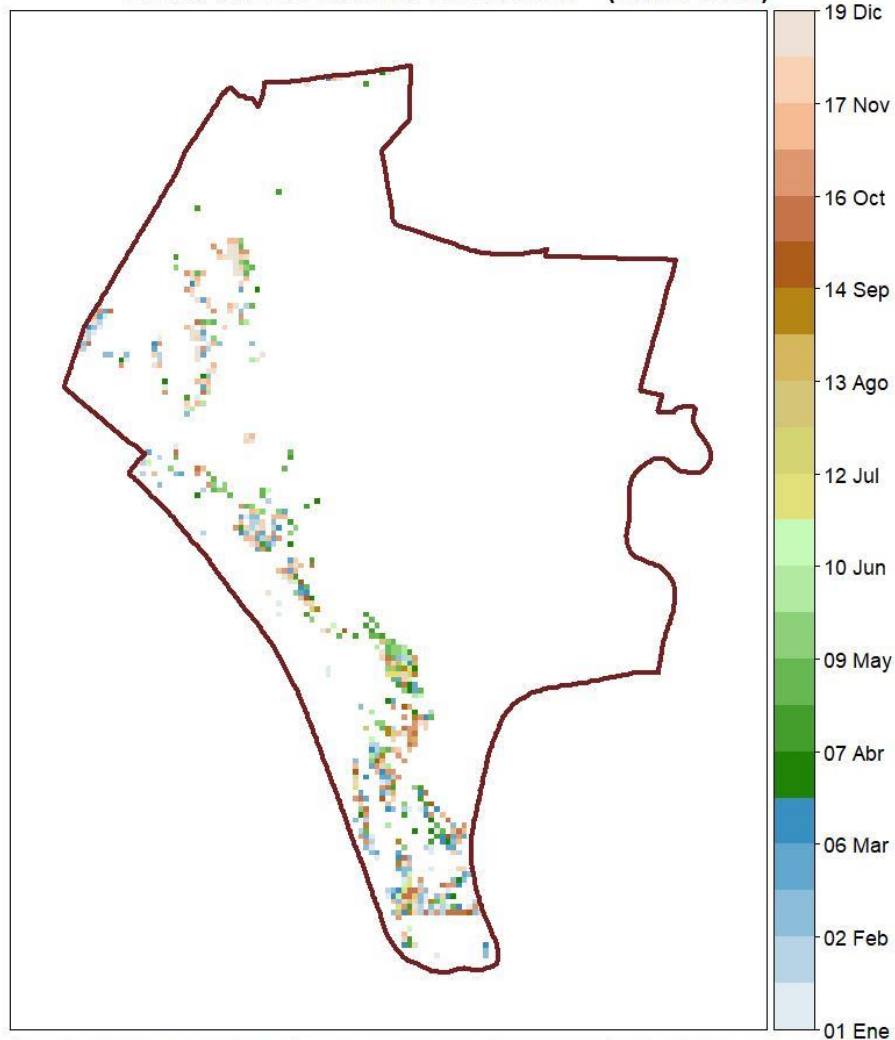 19 Dic
17 Nov
16 Oct
14 Sep
13 Ago
12 Jul
10 Jun
09 May
07 Abr
06 Mar
02 Feb
01 Ene